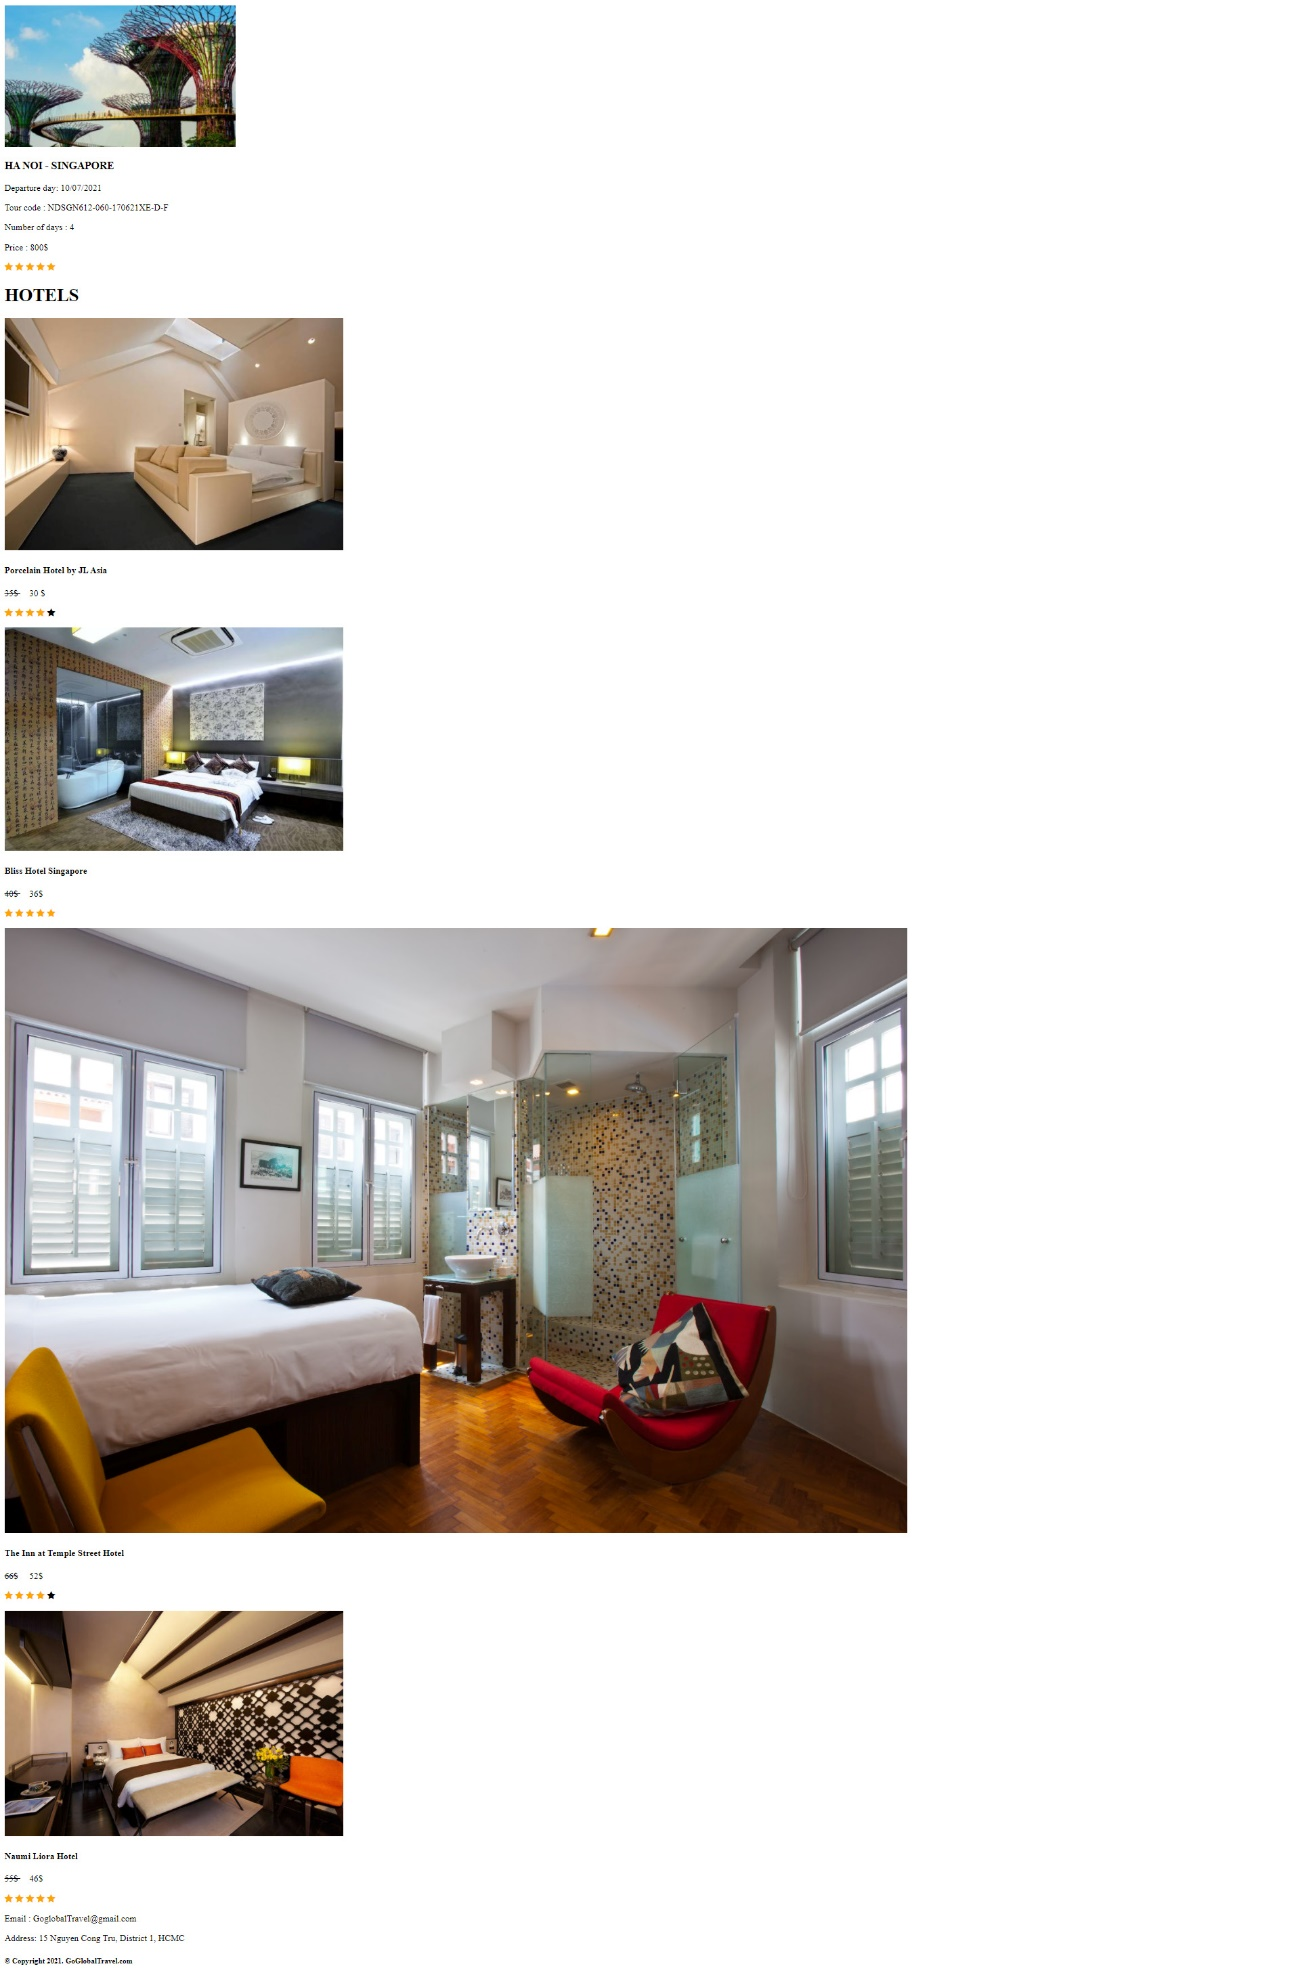 HA NOI - SINGAPORE
Departure day: 10/07/2021
Tour code : NDSGN612-060-170621XE-D-F
Number of days : 4
Price : 800$
HOTELS
Porcelain Hotel by JL Asia
35$ 30 $
Bliss Hotel Singapore
40$ 36$
The Inn at Temple Street Hotel
66$ 52$
Naumi Liora Hotel
55$ 46$
Email : GoglobalTravel@gmail.com
Address: 15 Nguyen Cong Tru, District 1, HCMC
© Copyright 2021. GoGlobalTravel.com